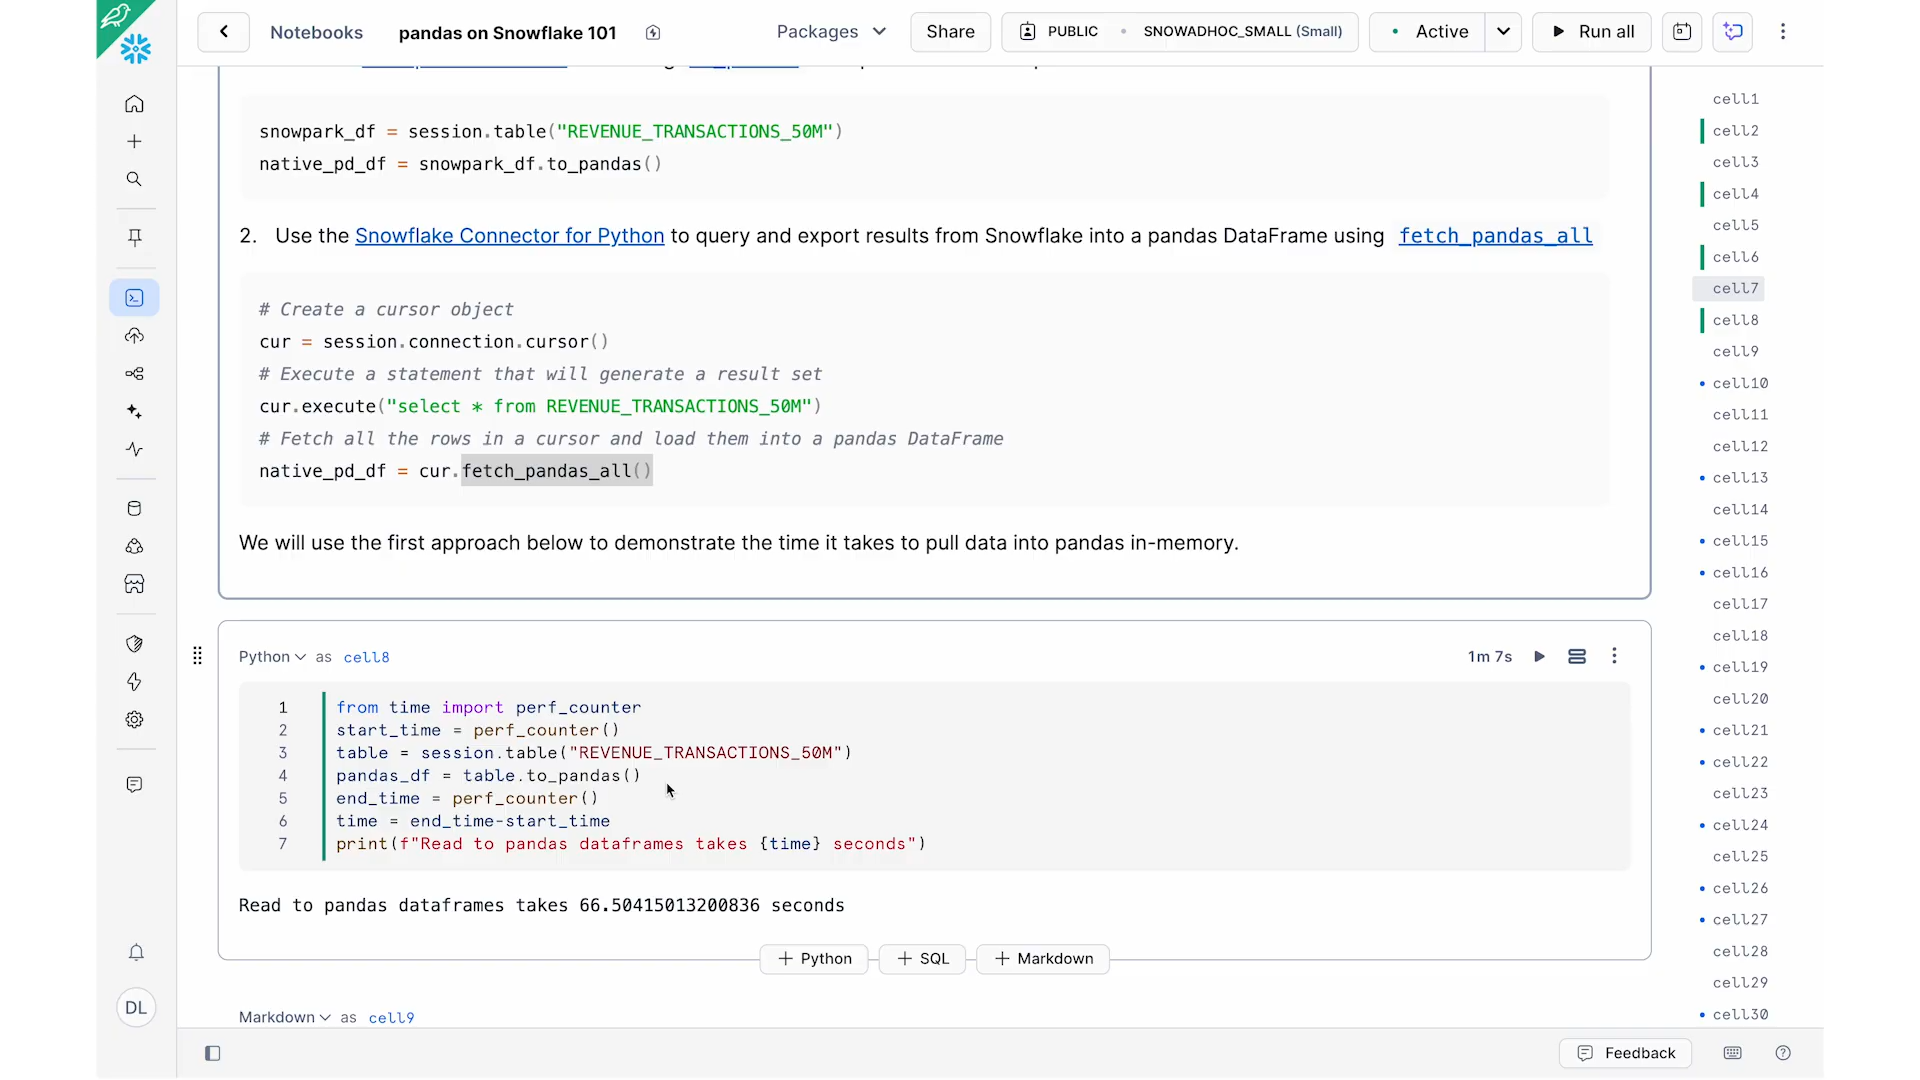 Notebooks
pandas on Snowflake 101
Packages
Share
PUBLIC
SNOWADHOC_SMALL (Small)
Active
Run all
snowpark_df = session.table("REVENUE_TRANSACTIONS_50M")
native_pd_df = snowpark_df.to_pandas()
2. Use the Snowflake Connector for Python to query and export results from Snowflake into a pandas DataFrame using fetch_pandas_all
# Create a cursor object
cur = session.connection.cursor()
# Execute a statement that will generate a result set
cur.execute("select * from REVENUE_TRANSACTIONS_50M")
# Fetch all the rows in a cursor and load them into a pandas DataFrame
native_pd_df = cur.fetch_pandas_all()
We will use the first approach below to demonstrate the time it takes to pull data into pandas in-memory.
Python as cell8
1m 7s
1 from time import perf_counter
2 start_time = perf_counter()
3 table = session.table("REVENUE_TRANSACTIONS_50M")
4 pandas_df = table.to_pandas()
5 end_time = perf_counter()
6 time = end_time-start_time
7 print(f"Read to pandas dataframes takes {time} seconds")
Read to pandas dataframes takes 66.50415013200836 seconds
+ Python
+ SQL
+ Markdown
Markdown as cell9
cell1
cell2
cell3
cell4
cell5
cell6
cell7
cell8
cell9
cell10
cell11
cell12
cell13
cell14
cell15
cell16
cell17
cell18
cell19
cell20
cell21
cell22
cell23
cell24
cell25
cell26
cell27
cell28
cell29
cell30
DL
Feedback